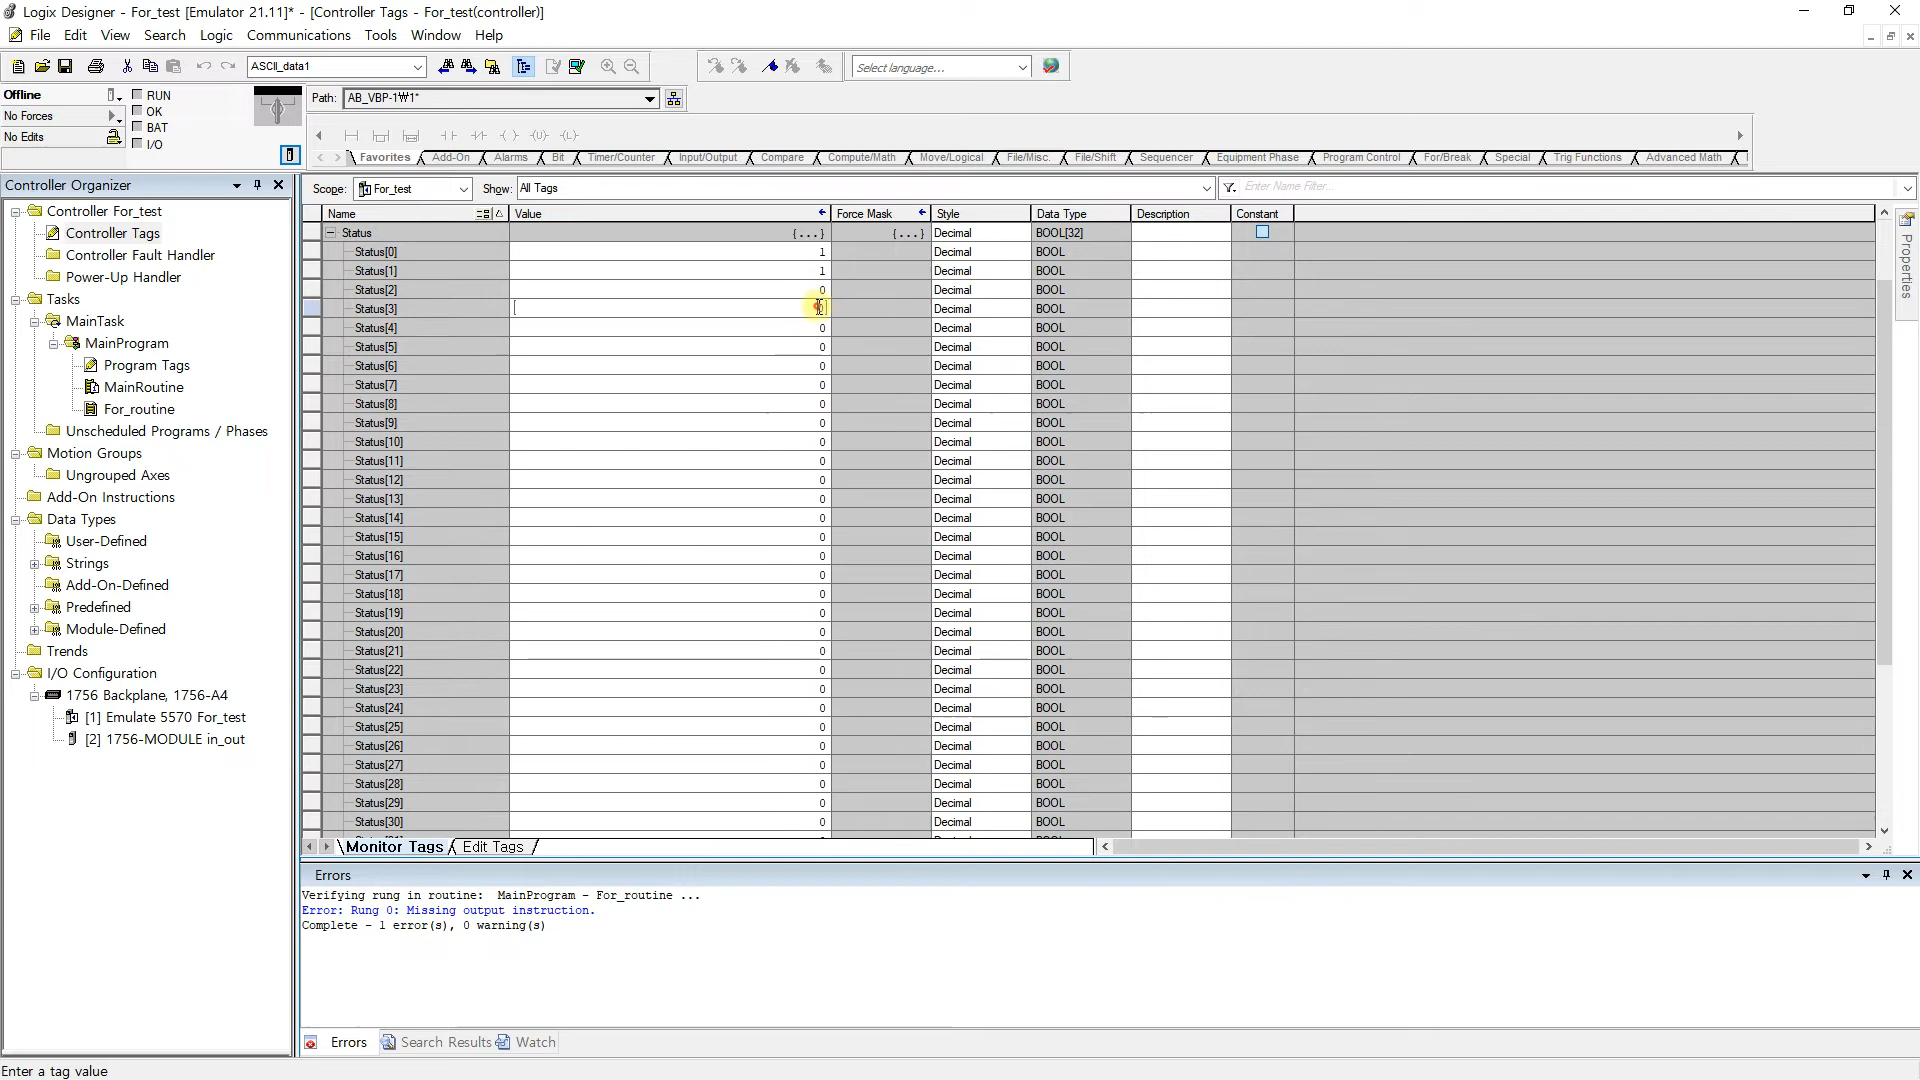 Logix Designer - For_test [Emulator 21.11]* - [Controller Tags - For_test(controller)]
File Edit View Search Logic Communications Tools Window Help
ASCII_data1
Select language...
Offline
RUN
No Forces
OK
No Edits
BAT
I/O
Path: AB_VBP-1₩1*
Favorites Add-On Alarms Bit Timer/Counter Input/Output Compare Compute/Math Move/Logical File/Misc. File/Shift Sequencer Equipment Phase Program Control For/Break Special Trig Functions Advanced Math
Controller Organizer
Controller For_test
Controller Tags
Controller Fault Handler
Power-Up Handler
Tasks
MainTask
MainProgram
Program Tags
MainRoutine
For_routine
Unscheduled Programs / Phases
Motion Groups
Ungrouped Axes
Add-On Instructions
Data Types
User-Defined
Strings
Add-On-Defined
Predefined
Module-Defined
Trends
I/O Configuration
1756 Backplane, 1756-A4
[1] Emulate 5570 For_test
[2] 1756-MODULE in_out
Scope: For_test Show: All Tags Enter Name Filter...
Name Value Force Mask Style Data Type Description Constant
Status {...} {...} Decimal BOOL[32]
Status[0] 1 Decimal BOOL
Status[1] 1 Decimal BOOL
Status[2] 0 Decimal BOOL
Status[3] Decimal BOOL
Status[4] 0 Decimal BOOL
Status[5] 0 Decimal BOOL
Status[6] 0 Decimal BOOL
Status[7] 0 Decimal BOOL
Status[8] 0 Decimal BOOL
Status[9] 0 Decimal BOOL
Status[10] 0 Decimal BOOL
Status[11] 0 Decimal BOOL
Status[12] 0 Decimal BOOL
Status[13] 0 Decimal BOOL
Status[14] 0 Decimal BOOL
Status[15] 0 Decimal BOOL
Status[16] 0 Decimal BOOL
Status[17] 0 Decimal BOOL
Status[18] 0 Decimal BOOL
Status[19] 0 Decimal BOOL
Status[20] 0 Decimal BOOL
Status[21] 0 Decimal BOOL
Status[22] 0 Decimal BOOL
Status[23] 0 Decimal BOOL
Status[24] 0 Decimal BOOL
Status[25] 0 Decimal BOOL
Status[26] 0 Decimal BOOL
Status[27] 0 Decimal BOOL
Status[28] 0 Decimal BOOL
Status[29] 0 Decimal BOOL
Status[30] 0 Decimal BOOL
Properties
Monitor Tags Edit Tags
Errors
Verifying rung in routine: MainProgram - For_routine ...
Error: Rung 0: Missing output instruction.
Complete - 1 error(s), 0 warning(s)
Errors Search Results Watch
Enter a tag value